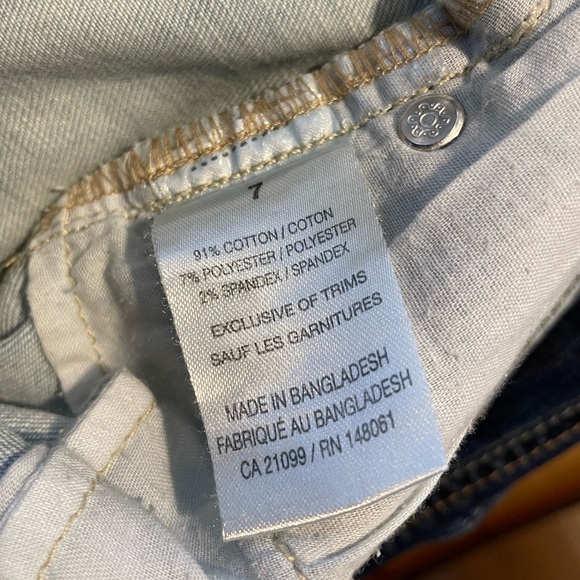 7
91% COTTON / COTON
7% POLYESTER / POLYESTER
2% SPANDEX / SPANDEX
EXCLUSIVE OF TRIMS
SAUF LES GARNITURES
MADE IN BANGLADESH
FABRIQUÉ AU BANGLADESH
CA 21099 / RN 148061